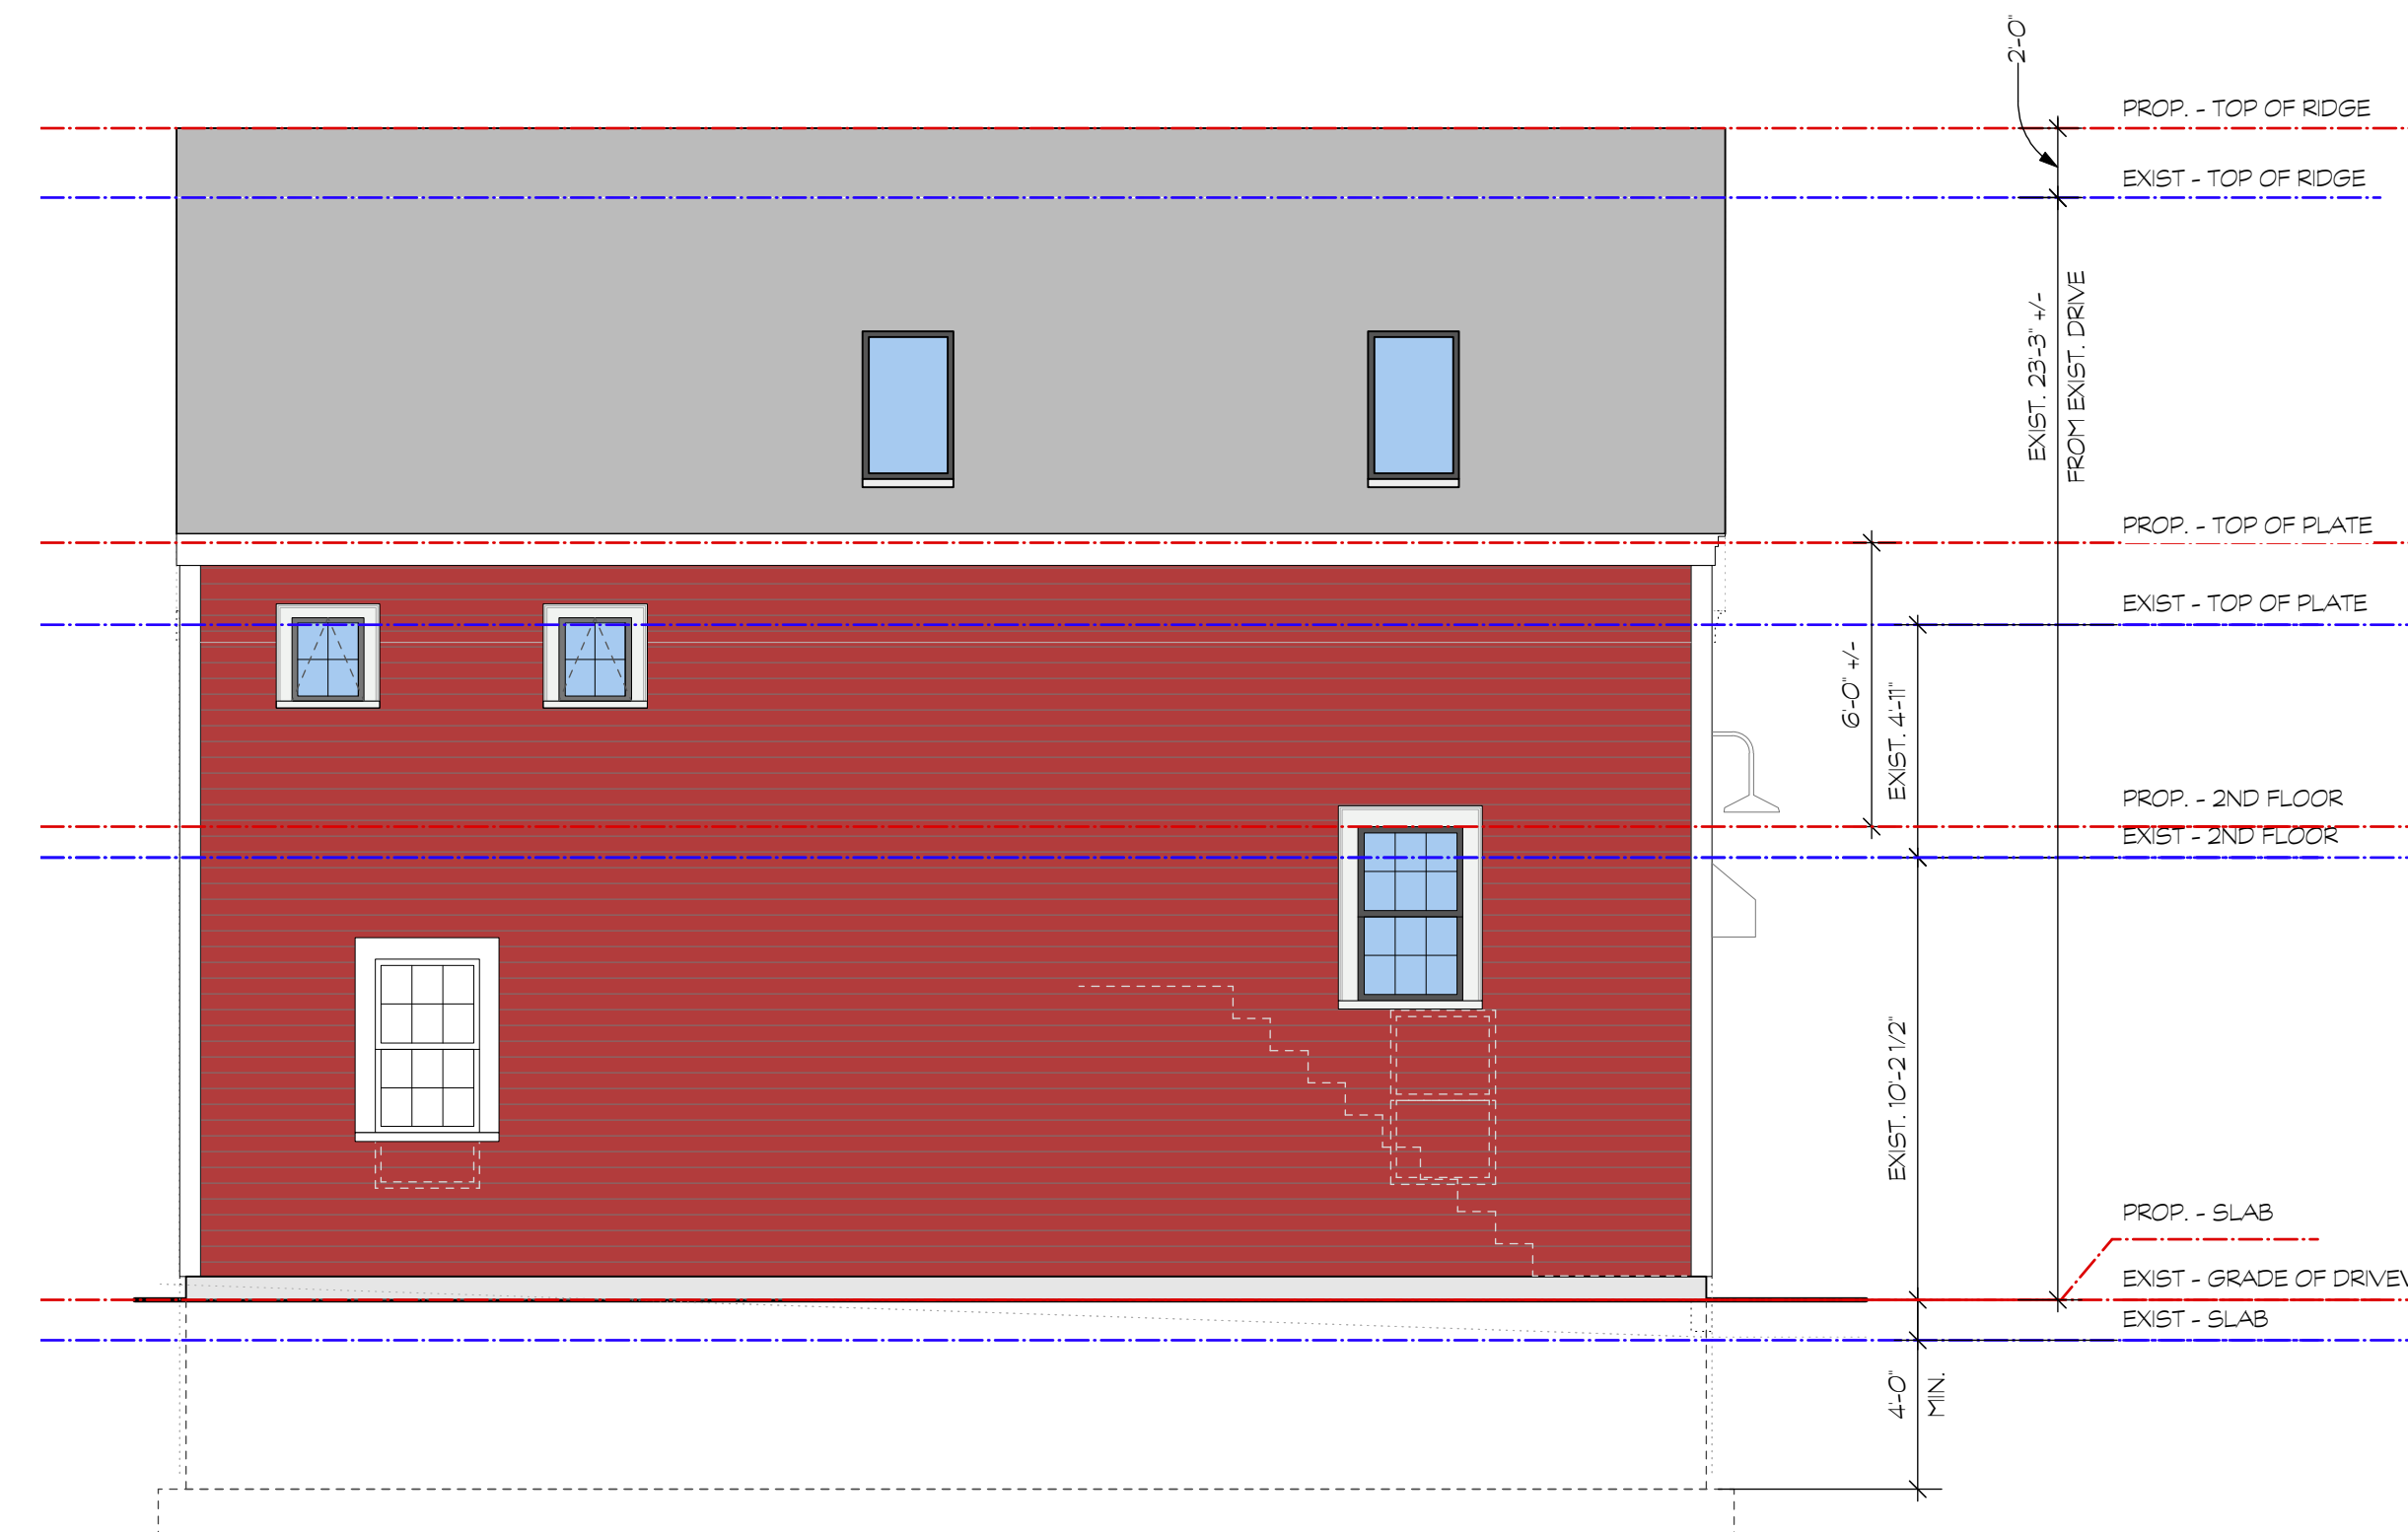 2'-0"
PROP. - TOP OF RIDGE
EXIST - TOP OF RIDGE
EXIST. 23'-3" +/-
FROM EXIST. DRIVE
PROP. - TOP OF PLATE
EXIST - TOP OF PLATE
6'-0" +/-
EXIST. 4'-11"
PROP. - 2ND FLOOR
EXIST - 2ND FLOOR
EXIST. 10'-2 1/2"
PROP. - SLAB
EXIST - GRADE OF
EXIST - SLAB
4'-0"
MIN.